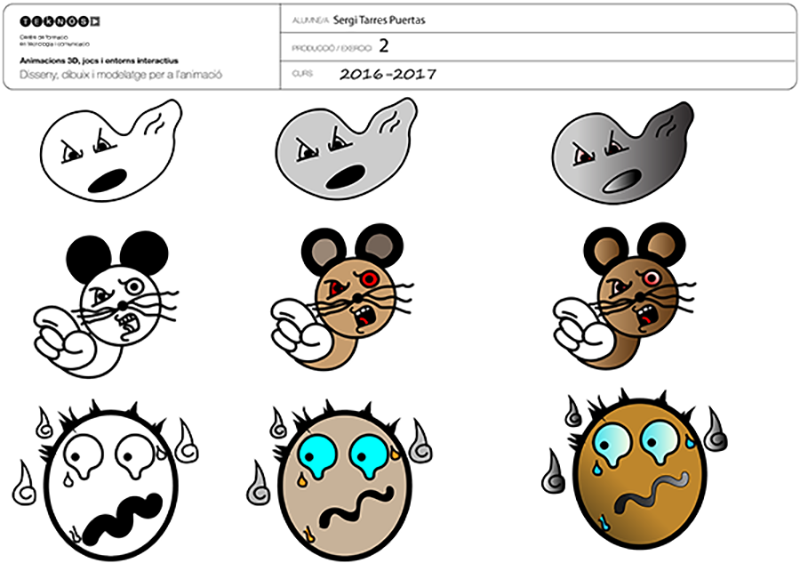 TEKNOS
Centre de formació
en tecnologia i comunicació
Animacions 3D, jocs i entorns interactius
Disseny, dibuix i modelatge per a l'animació
ALUMNE/A: Sergi Tarres Puertas
PRODUCCIÓ / EXERCICI: 2
CURS: 2016-2017